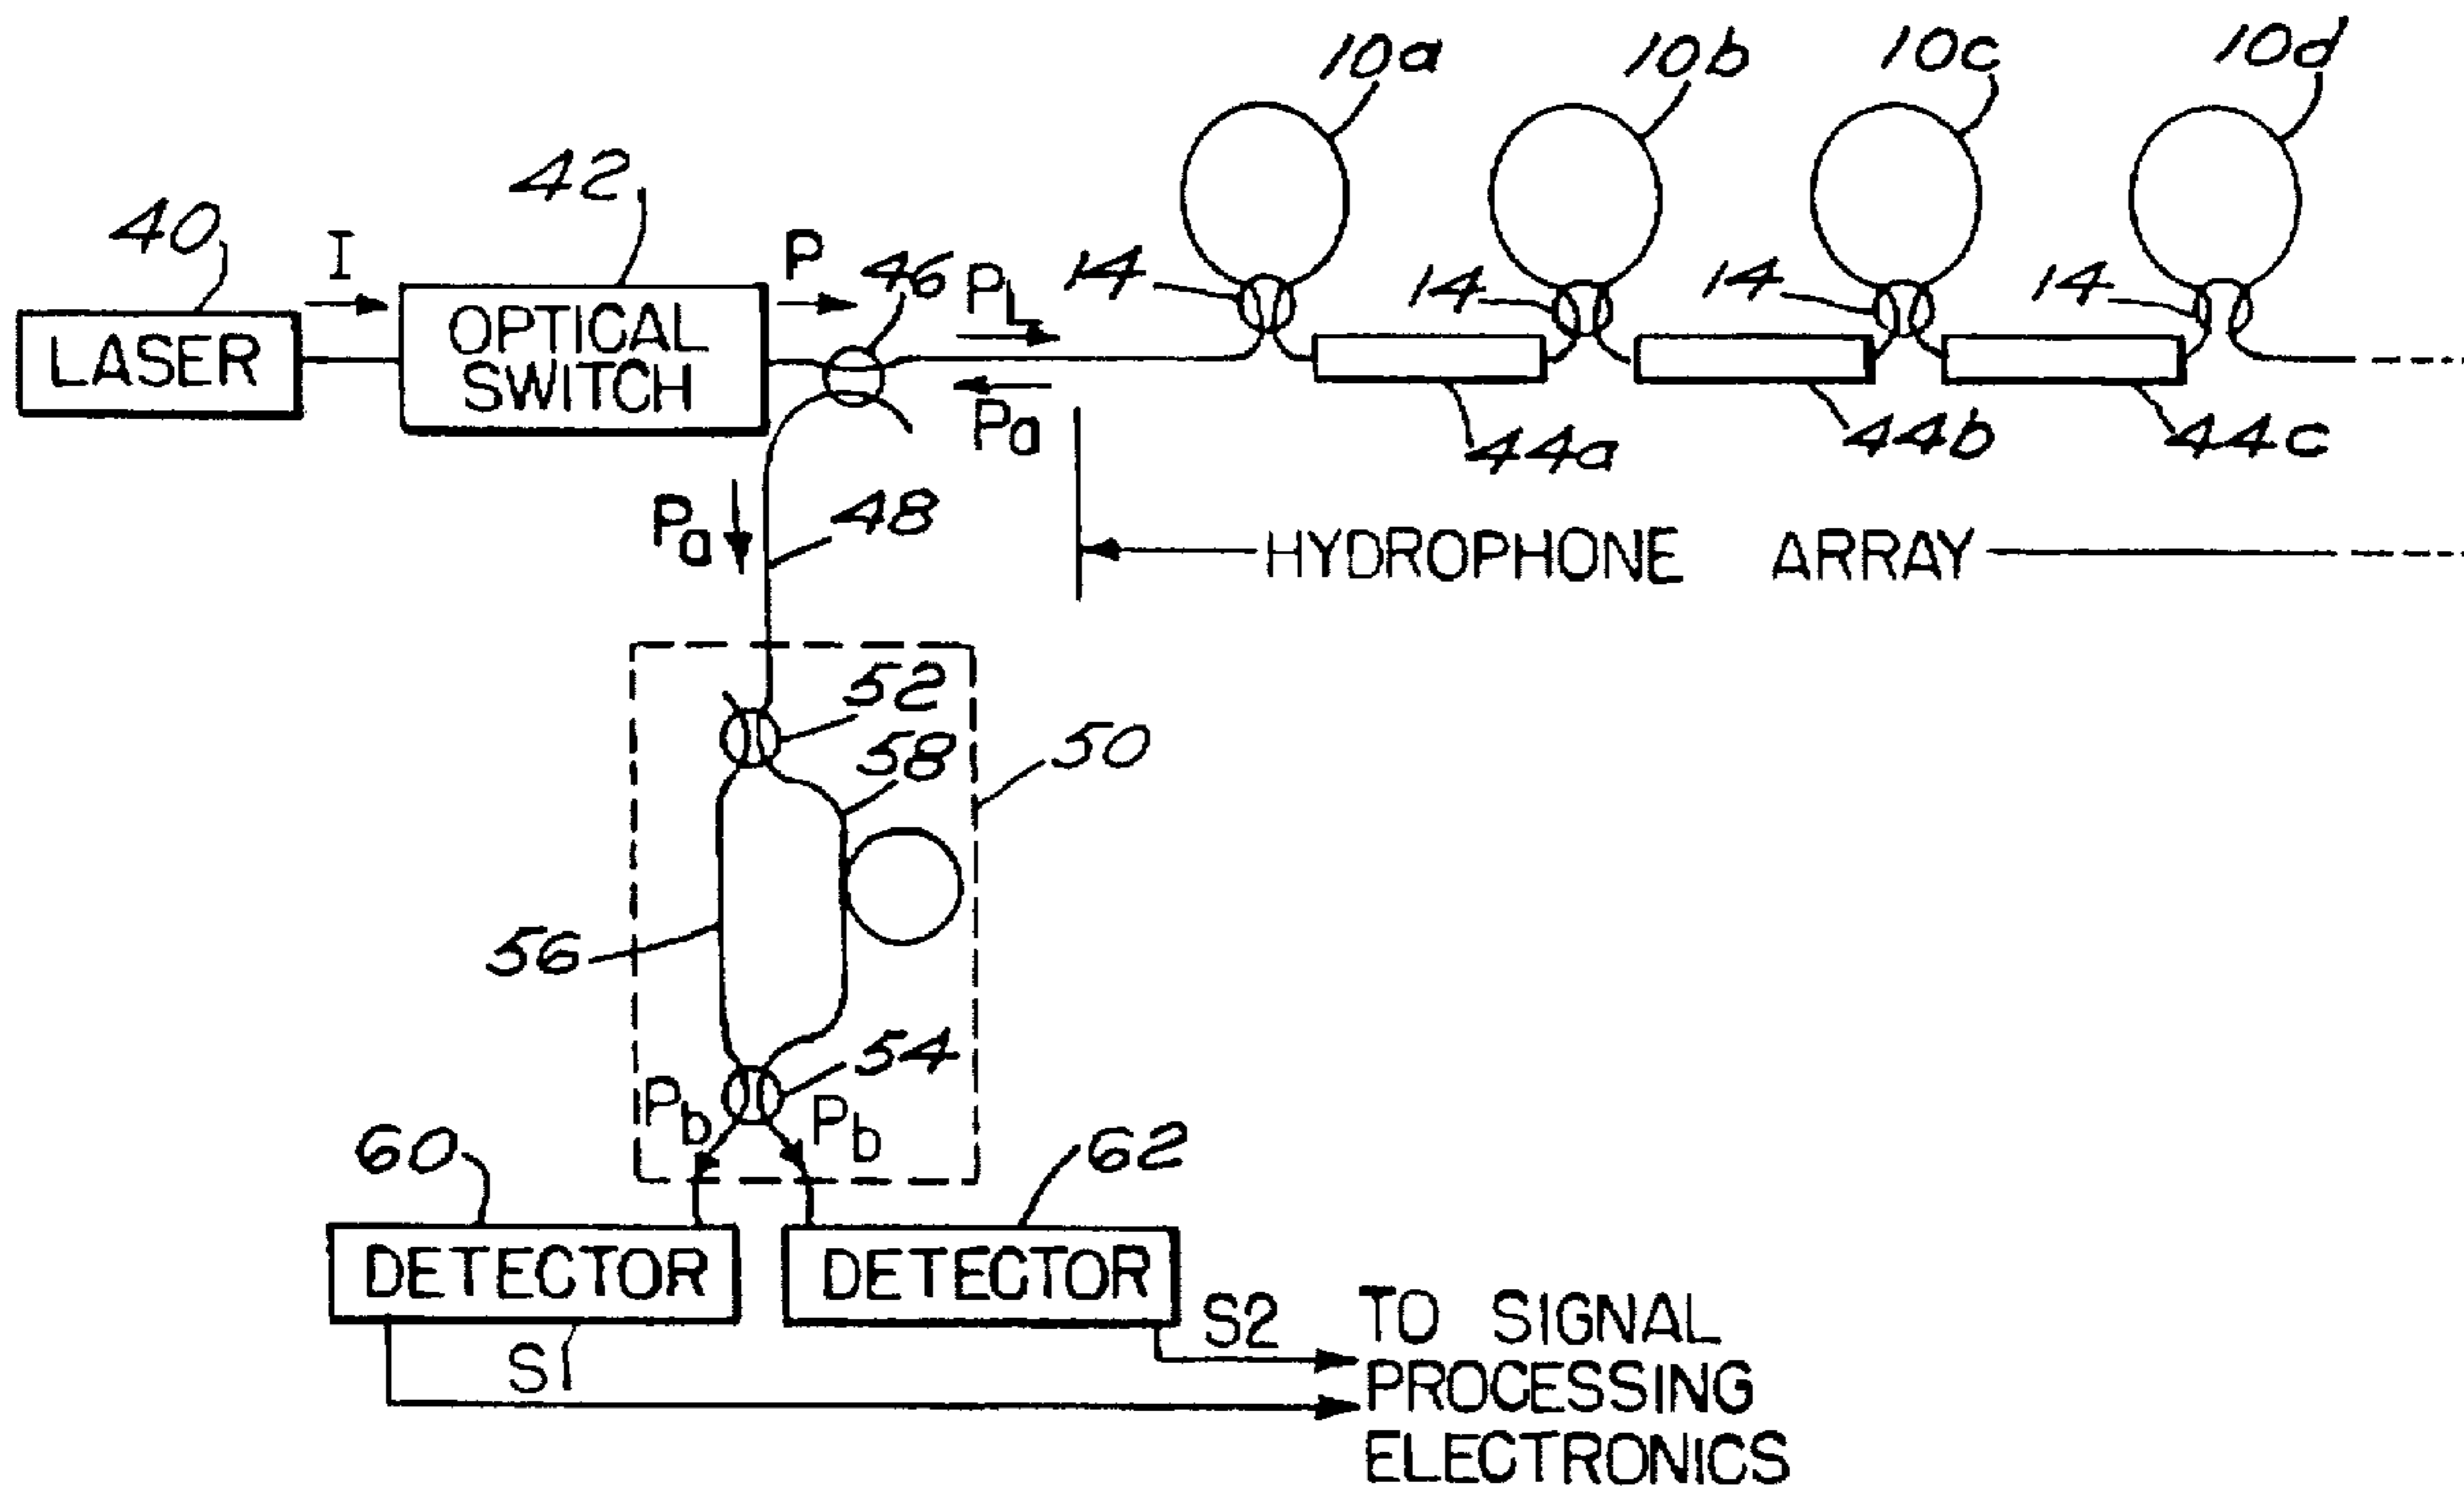 10a
10b
10c
10d
40
I
42
P
46
PL
14
14
14
14
LASER
OPTICAL
SWITCH
Pa
44a
44b
44c
Pa
48
HYDROPHONE ARRAY
52
58
50
56
54
Pb
Pb
60
62
DETECTOR
DETECTOR
S1
S2
TO SIGNAL
PROCESSING
ELECTRONICS